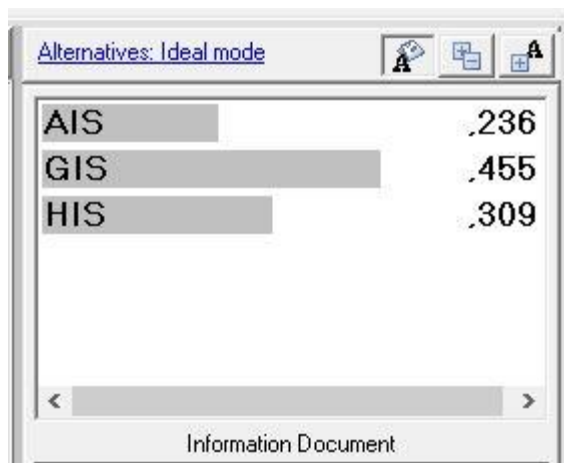 Alternatives: Ideal mode
AIS ,236
GIS ,455
HIS ,309
Information Document